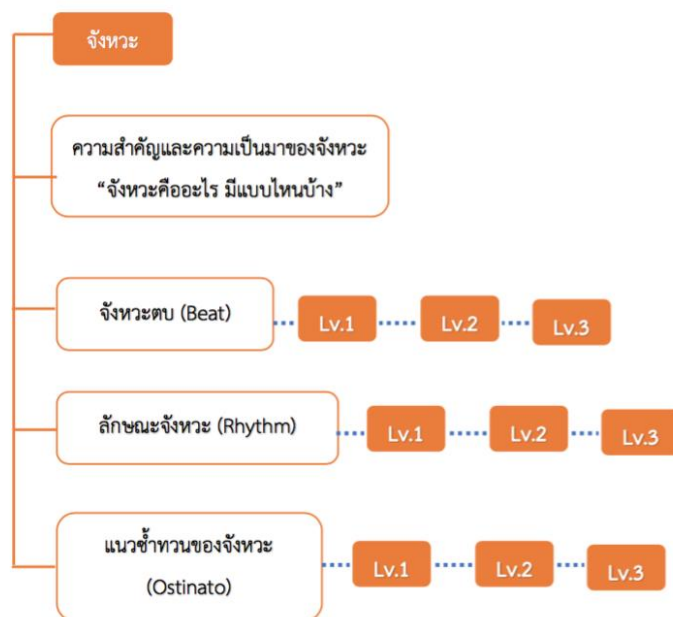 จังหวะ
ความสำคัญและความเป็นมาของจังหวะ
“จังหวะคืออะไร มีแบบไหนบ้าง”
จังหวะตบ (Beat)
Lv.1
Lv.2
Lv.3
ลักษณะจังหวะ (Rhythm)
Lv.1
Lv.2
Lv.3
แนวซ้ำทวนของจังหวะ
(Ostinato)
Lv.1
Lv.2
Lv.3